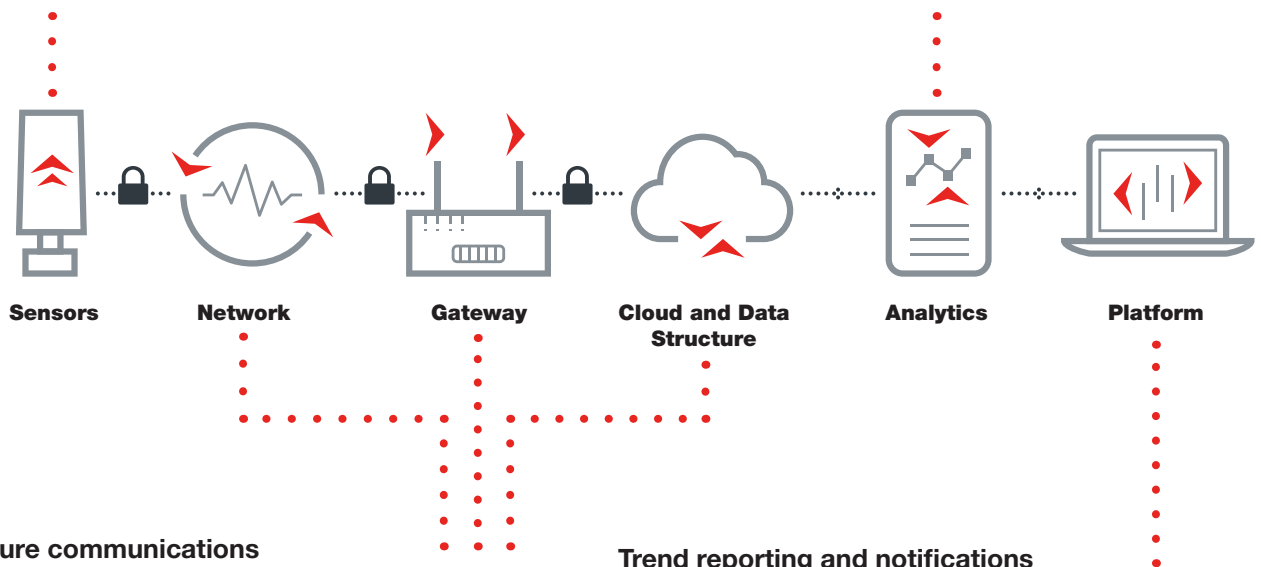 Sensors
Network
Gateway
Cloud and Data
Structure
Analytics
Platform
ure communications
Trend reporting and notifications